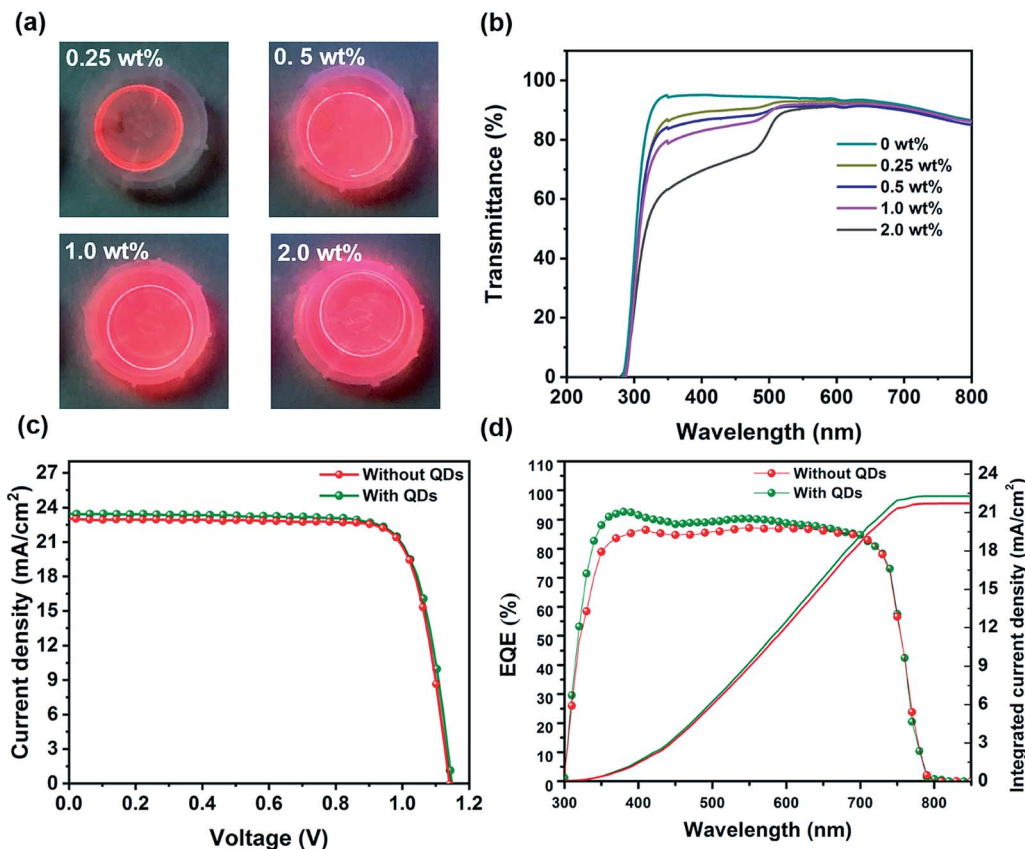 (a)
0.25 wt%
0. 5 wt%
1.0 wt%
2.0 wt%
(b)
100
80
60
40
20
0
Transmittance (%)
0 wt%
0.25 wt%
0.5 wt%
1.0 wt%
2.0 wt%
200 300 400 500 600 700 800
Wavelength (nm)
(c)
27
24
21
18
15
12
9
6
3
0
Current density (mA/cm²)
Without QDs
With QDs
0.0 0.2 0.4 0.6 0.8 1.0 1.2
Voltage (V)
(d)
110
100
90
80
70
60
50
40
30
20
10
0
EQE (%)
Without QDs
With QDs
24
21
18
15
12
9
6
3
0
Integrated current density (mA/cm²)
300 400 500 600 700 800
Wavelength (nm)